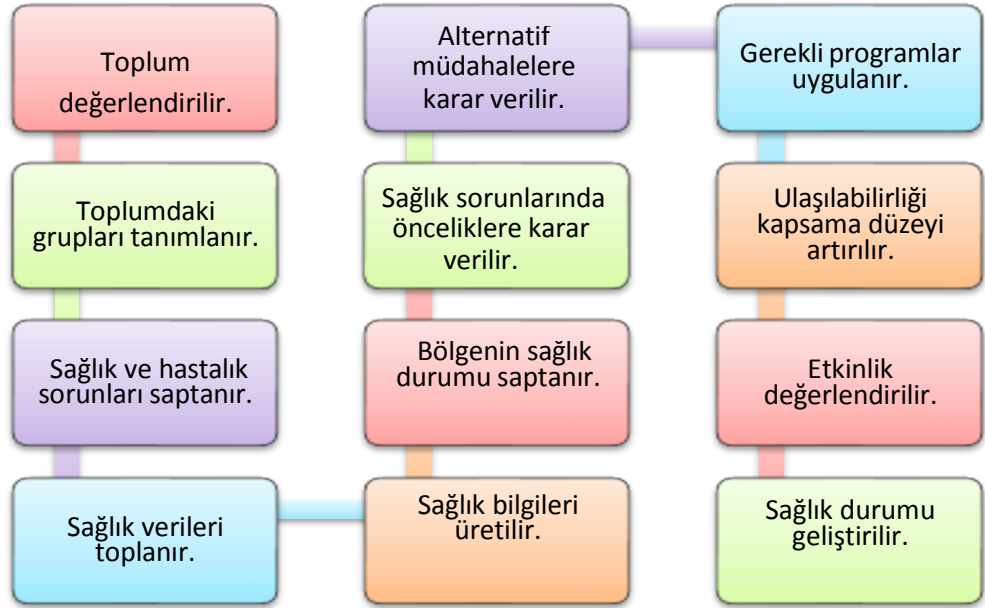 Toplum
değerlendirilir.
Toplumdaki
grupları tanımlanır.
Sağlık ve hastalık
sorunları saptanır.
Sağlık verileri
toplanır.
Sağlık bilgileri
üretilir.
Bölgenin sağlık
durumu saptanır.
Sağlık sorunlarında
önceliklere karar
verilir.
Alternatif
müdahalelere
karar verilir.
Gerekli programlar
uygulanır.
Ulaşılabilirliği
kapsama düzeyi
artırılır.
Etkinlik
değerlendirilir.
Sağlık durumu
geliştirilir.